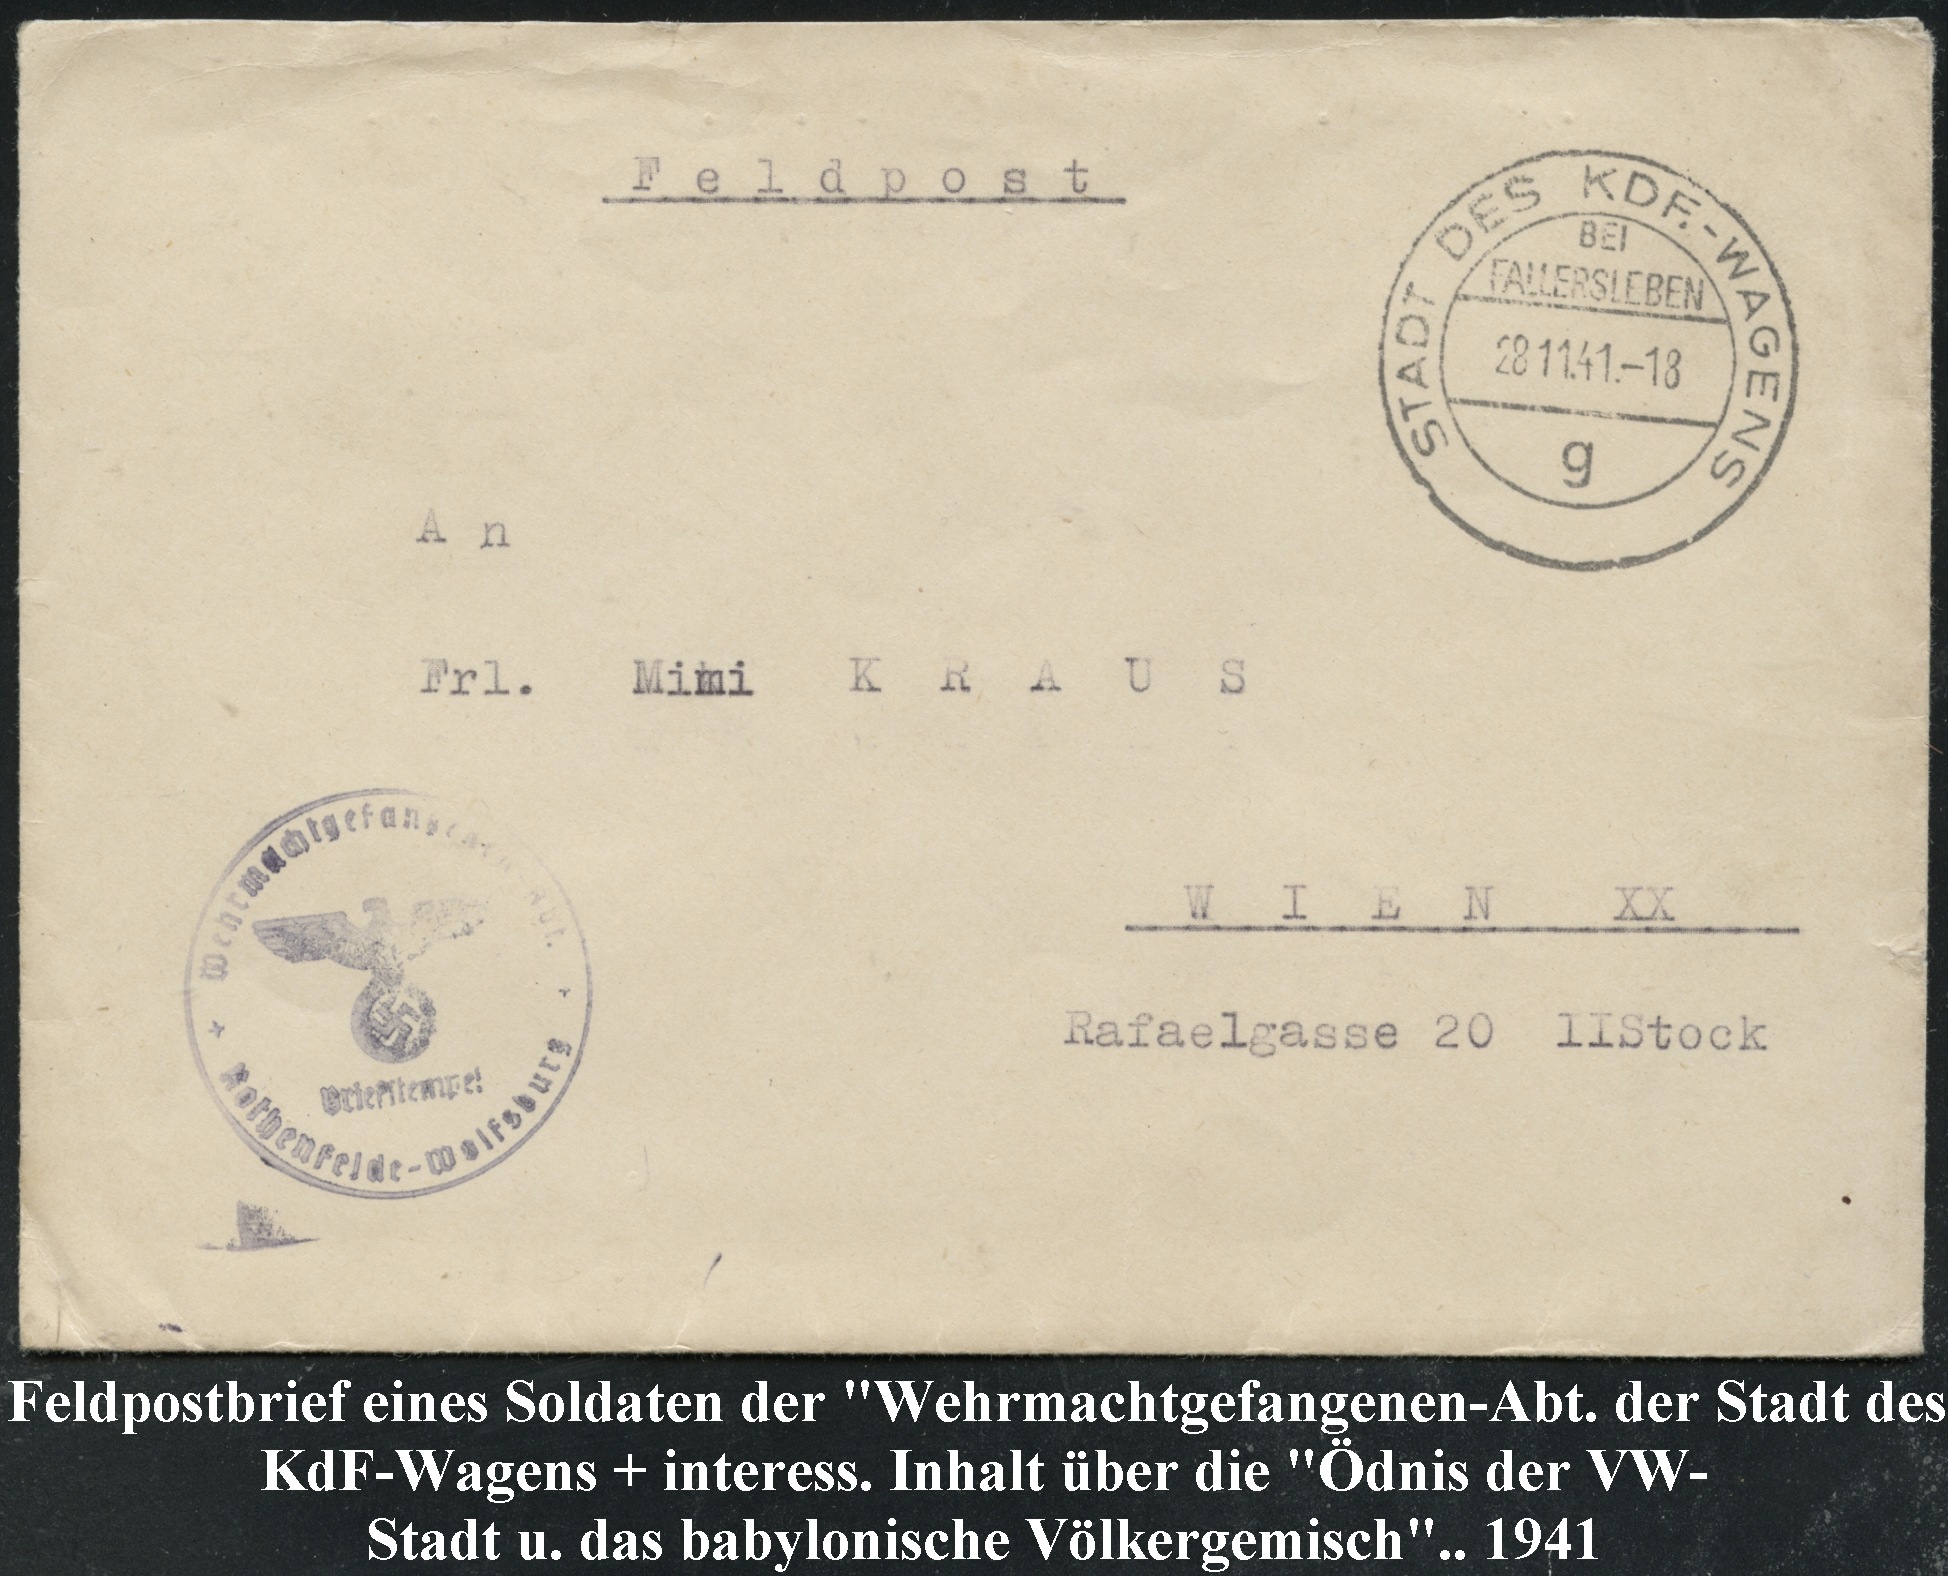 Feldpost
STADT DES KDF.-WAGENS
BEI
FALLERSLEBEN
28 11.41.-18
g
An
Frl. Mimi KRAUS
WIEN XX
Rafaelgasse 20 IIStock
Wehrmachtgefangenen-Abt.
Briefstempel
Rothenfelde-Wolfsburg
Feldpostbrief eines Soldaten der "Wehrmachtgefangenen-Abt. der Stadt des
KdF-Wagens + interess. Inhalt über die "Ödnis der VW-
Stadt u. das babylonische Völkergemisch".. 1941